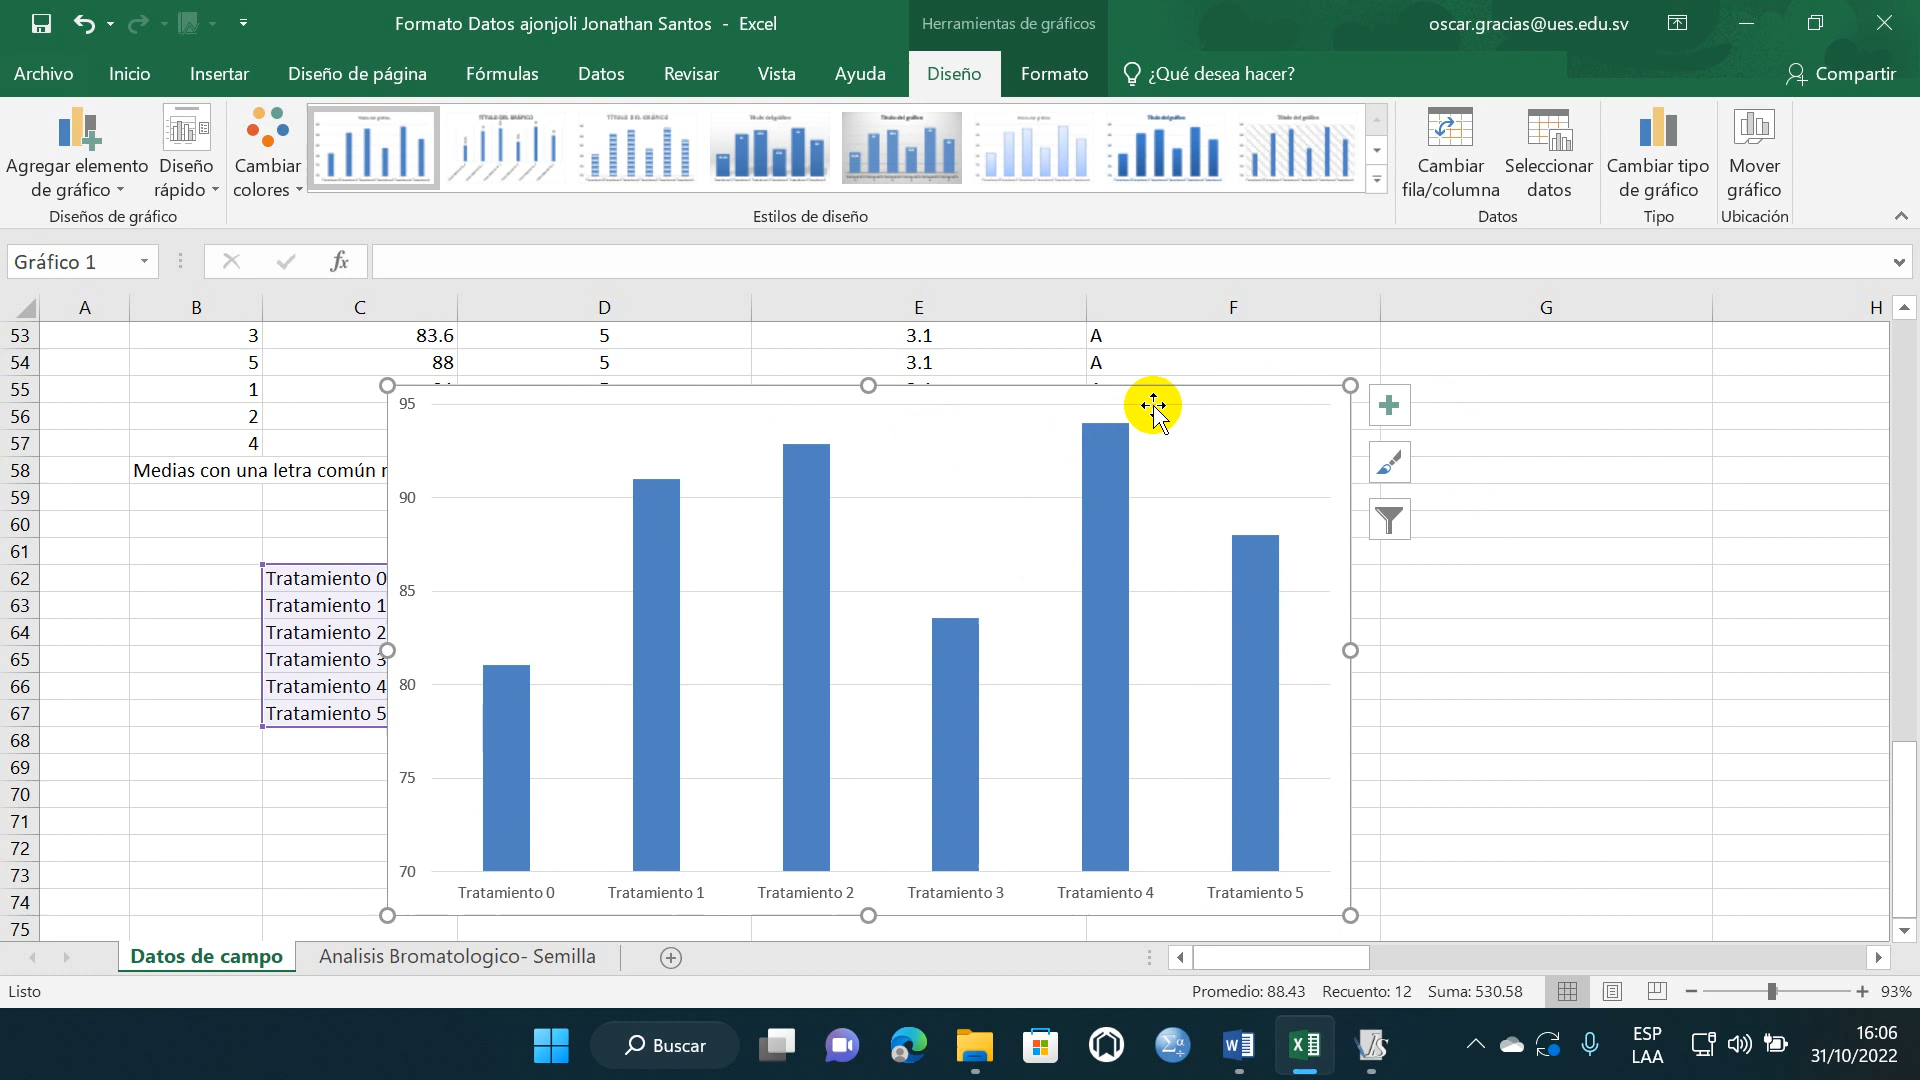 Formato Datos ajonjoli Jonathan Santos - Excel
Herramientas de gráficos
oscar.gracias@ues.edu.sv
Archivo Inicio Insertar Diseño de página Fórmulas Datos Revisar Vista Ayuda Diseño Formato ¿Qué desea hacer? Compartir
Agregar elemento de gráfico
Diseño rápido
Cambiar colores
Cambiar fila/columna
Seleccionar datos
Cambiar tipo de gráfico
Mover gráfico
Diseños de gráfico
Estilos de diseño
Datos
Tipo
Ubicación
Gráfico 1
fx
A B C D E F G H
53 3 83.6 5 3.1 A
54 5 88 5 3.1 A
55 1
56 2
57 4
58 Medias con una letra común
59
60
61
62 Tratamiento 0
63 Tratamiento 1
64 Tratamiento 2
65 Tratamiento 3
66 Tratamiento 4
67 Tratamiento 5
68
69
70
71
72
73
74
75
95
90
85
80
75
70
Tratamiento 0 Tratamiento 1 Tratamiento 2 Tratamiento 3 Tratamiento 4 Tratamiento 5
Datos de campo Analisis Bromatologico- Semilla
Listo
Promedio: 88.43 Recuento: 12 Suma: 530.58
93%
Buscar
ESP
LAA
16:06
31/10/2022